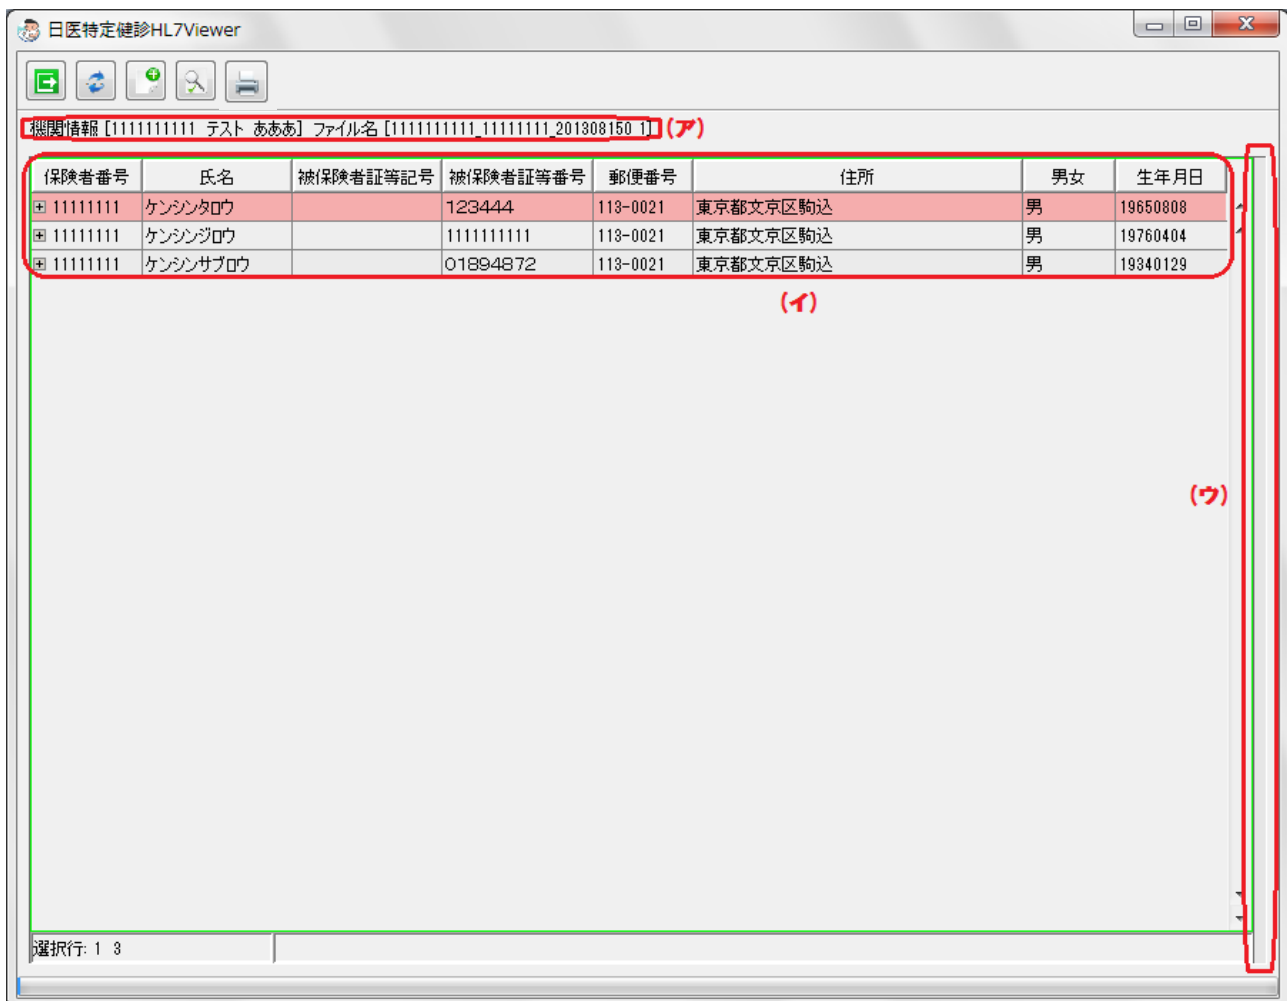 日医特定健診HL7Viewer
機関情報 [1111111111 テスト あああ] ファイル名 [1111111111_11111111_201308150_1] (ア)
保険者番号 氏名 被保険者証等記号 被保険者証等番号 郵便番号 住所 男女 生年月日
11111111 ケンシンタロウ 123444 113-0021 東京都文京区駒込 男 19650808
11111111 ケンシンジロウ 1111111111 113-0021 東京都文京区駒込 男 19760404
11111111 ケンシンサブロウ 01894872 113-0021 東京都文京区駒込 男 19340129
(イ)
(ウ)
選択行: 1 3